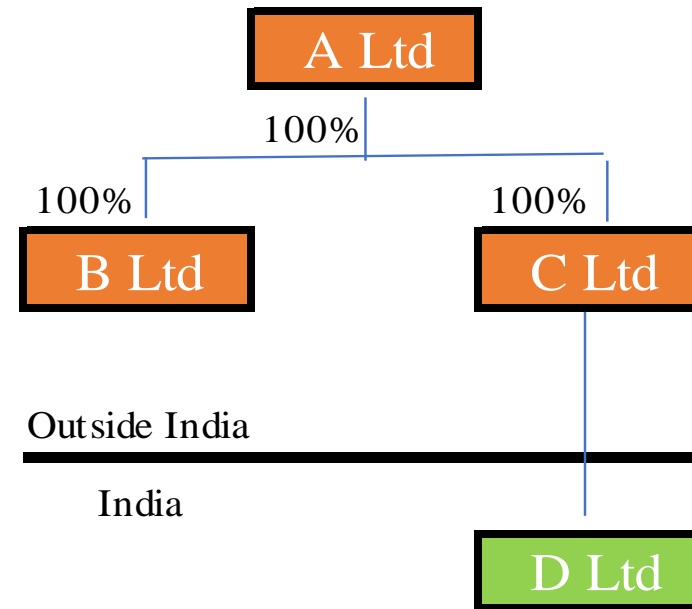 A Ltd
100%
100%
100%
B Ltd
C Ltd
Outside India
India
D Ltd